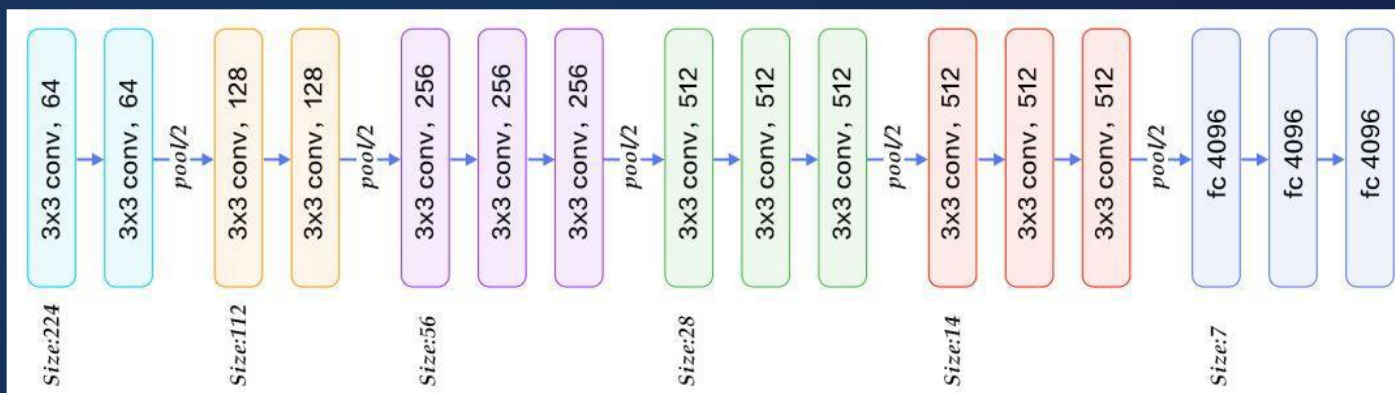 3x3 conv, 64
3x3 conv, 64
pool/2
3x3 conv, 128
3x3 conv, 128
pool/2
3x3 conv, 256
3x3 conv, 256
3x3 conv, 256
pool/2
3x3 conv, 512
3x3 conv, 512
3x3 conv, 512
pool/2
3x3 conv, 512
3x3 conv, 512
3x3 conv, 512
pool/2
fc 4096
fc 4096
fc 4096
Size:224
Size:112
Size:56
Size:28
Size:14
Size:7